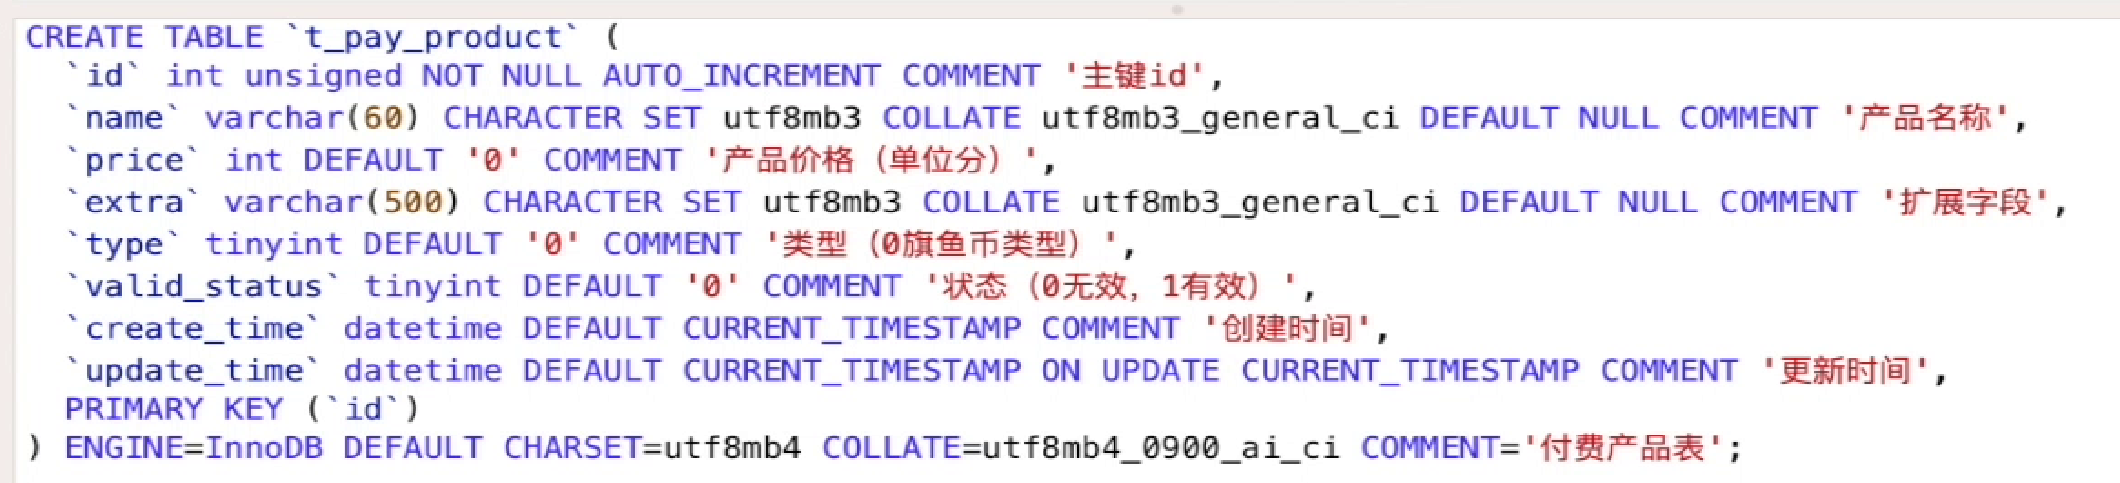 CREATE TABLE `t_pay_product` (
  `id` int unsigned NOT NULL AUTO_INCREMENT COMMENT '主键id',
  `name` varchar(60) CHARACTER SET utf8mb3 COLLATE utf8mb3_general_ci DEFAULT NULL COMMENT '产品名称',
  `price` int DEFAULT '0' COMMENT '产品价格（单位分）',
  `extra` varchar(500) CHARACTER SET utf8mb3 COLLATE utf8mb3_general_ci DEFAULT NULL COMMENT '扩展字段',
  `type` tinyint DEFAULT '0' COMMENT '类型（0旗鱼币类型）',
  `valid_status` tinyint DEFAULT '0' COMMENT '状态（0无效，1有效）',
  `create_time` datetime DEFAULT CURRENT_TIMESTAMP COMMENT '创建时间',
  `update_time` datetime DEFAULT CURRENT_TIMESTAMP ON UPDATE CURRENT_TIMESTAMP COMMENT '更新时间',
  PRIMARY KEY (`id`)
) ENGINE=InnoDB DEFAULT CHARSET=utf8mb4 COLLATE=utf8mb4_0900_ai_ci COMMENT='付费产品表';